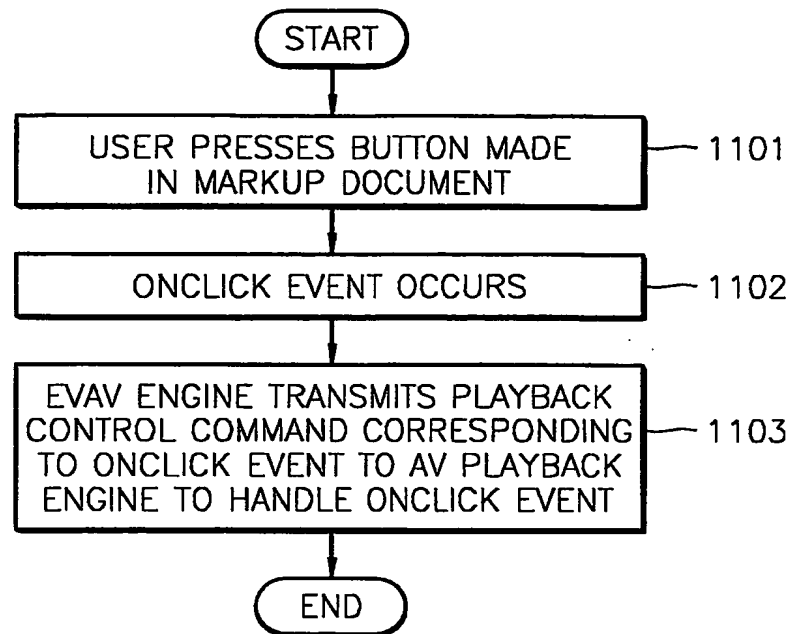 START
USER PRESSES BUTTON MADE
IN MARKUP DOCUMENT
1101
ONCLICK EVENT OCCURS
1102
EVAV ENGINE TRANSMITS PLAYBACK
CONTROL COMMAND CORRESPONDING
TO ONCLICK EVENT TO AV PLAYBACK
ENGINE TO HANDLE ONCLICK EVENT
1103
END